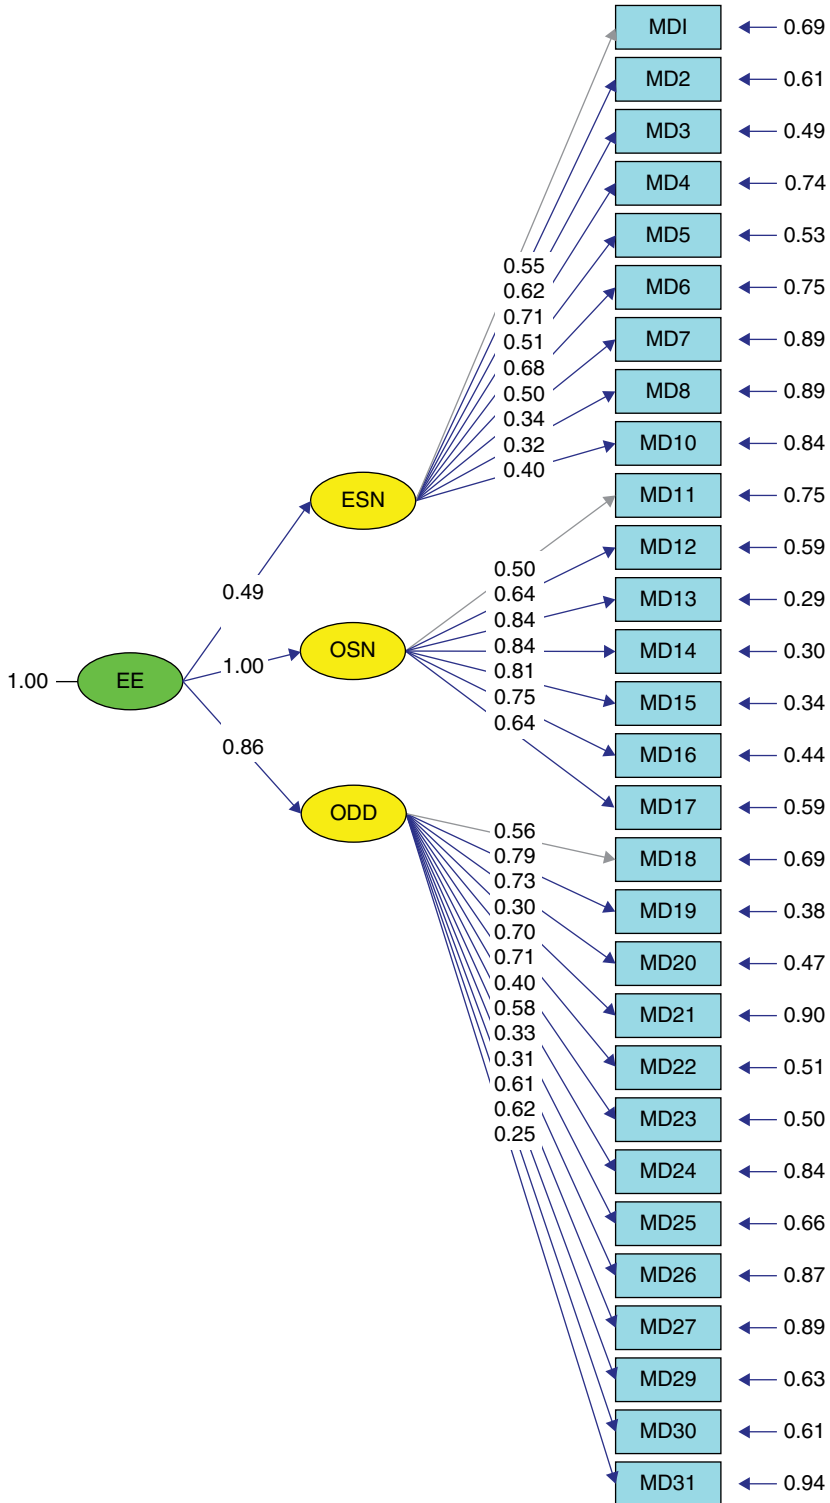 MDI 0.69
MD2 0.61
MD3 0.49
MD4 0.74
MD5 0.53
0.55
MD6 0.75
0.62
0.71
MD7 0.89
0.51
0.68
MD8 0.89
0.50
0.34
MD10 0.84
0.32
0.40
MD11 0.75
ESN
MD12 0.59
0.50
0.49
0.64
MD13 0.29
0.84
OSN
0.84
MD14 0.30
1.00
1.00
EE
0.81
MD15 0.34
0.75
0.64
0.86
MD16 0.44
MD17 0.59
ODD
0.56
0.79
MD18 0.69
0.73
0.30
MD19 0.38
0.70
0.71
MD20 0.47
0.40
0.58
MD21 0.90
0.33
0.31
MD22 0.51
0.61
0.62
MD23 0.50
0.25
MD24 0.84
MD25 0.66
MD26 0.87
MD27 0.89
MD29 0.63
MD30 0.61
MD31 0.94